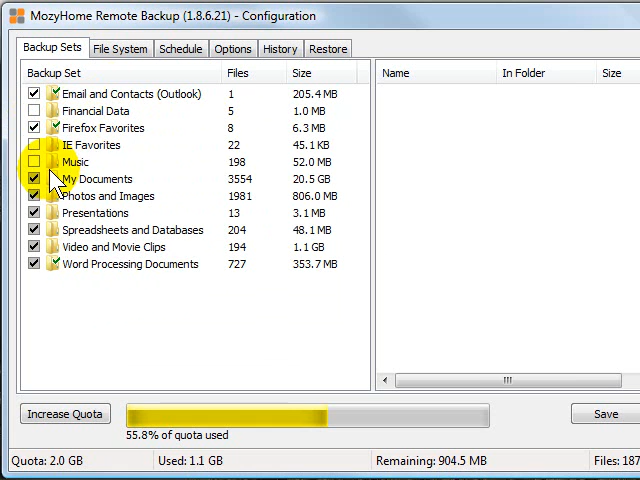 MozyHome Remote Backup (1.8.6.21) - Configuration
Backup Sets File System Schedule Options History Restore
Backup Set Files Size Name In Folder Size
Email and Contacts (Outlook) 1 205.4 MB
Financial Data 5 1.0 MB
Firefox Favorites 8 6.3 MB
IE Favorites 22 45.1 KB
Music 198 52.0 MB
My Documents 3554 20.5 GB
Photos and Images 1981 806.0 MB
Presentations 13 3.1 MB
Spreadsheets and Databases 204 48.1 MB
Video and Movie Clips 194 1.1 GB
Word Processing Documents 727 353.7 MB
Increase Quota Save
55.8% of quota used
Quota: 2.0 GB Used: 1.1 GB Remaining: 904.5 MB Files: 187